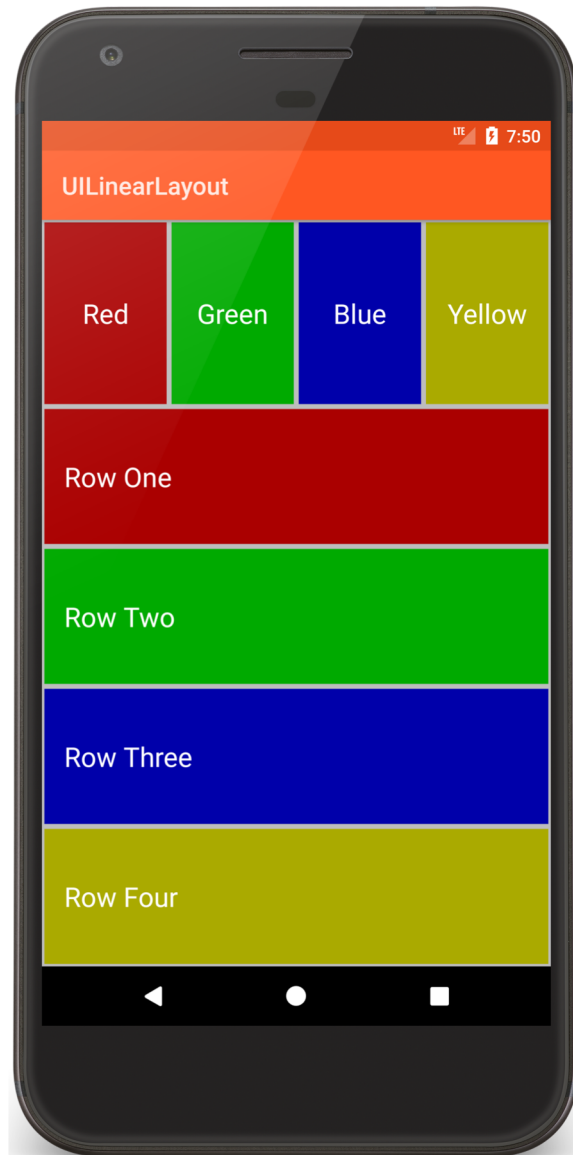 LTE 7:50
UILinearLayout
Red Green Blue Yellow
Row One
Row Two
Row Three
Row Four